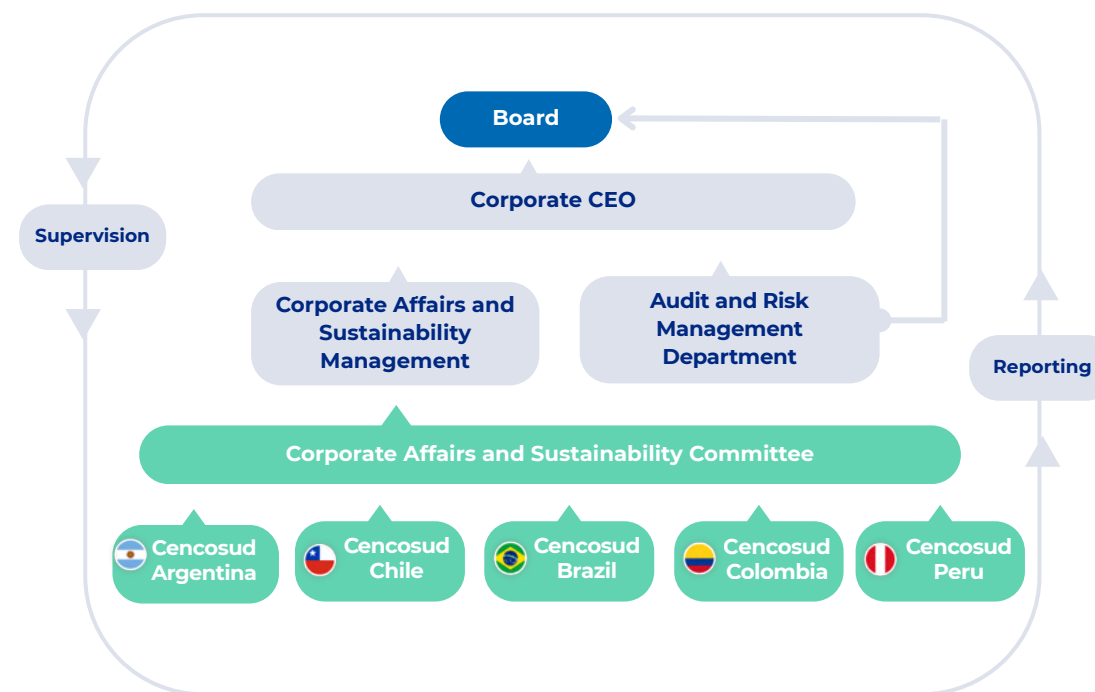 Board
Corporate CEO
Supervision
Corporate Affairs and
Sustainability
Management
Audit and Risk
Management
Department
Reporting
Corporate Affairs and Sustainability Committee
Cencosud
Argentina
Cencosud
Chile
Cencosud
Brazil
Cencosud
Colombia
Cencosud
Peru